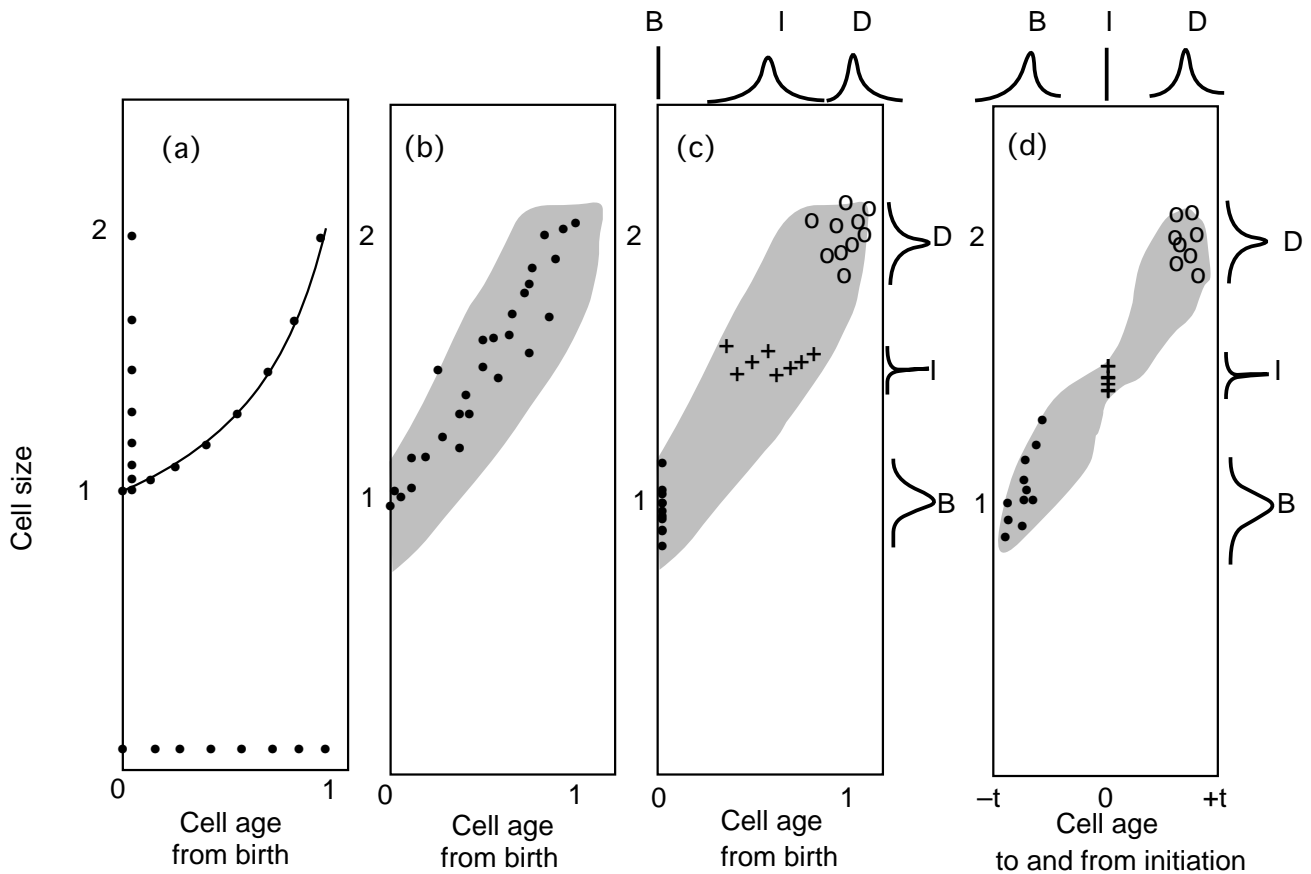 B I D
B I D
(a)
(b)
(c)
(d)
2
2
2
2
D
D
I
I
1
1
1
1
B
B
Cell size
0 1
0 1
0 1
–t 0 +t
Cell age
from birth
Cell age
from birth
Cell age
from birth
Cell age
to and from initiation